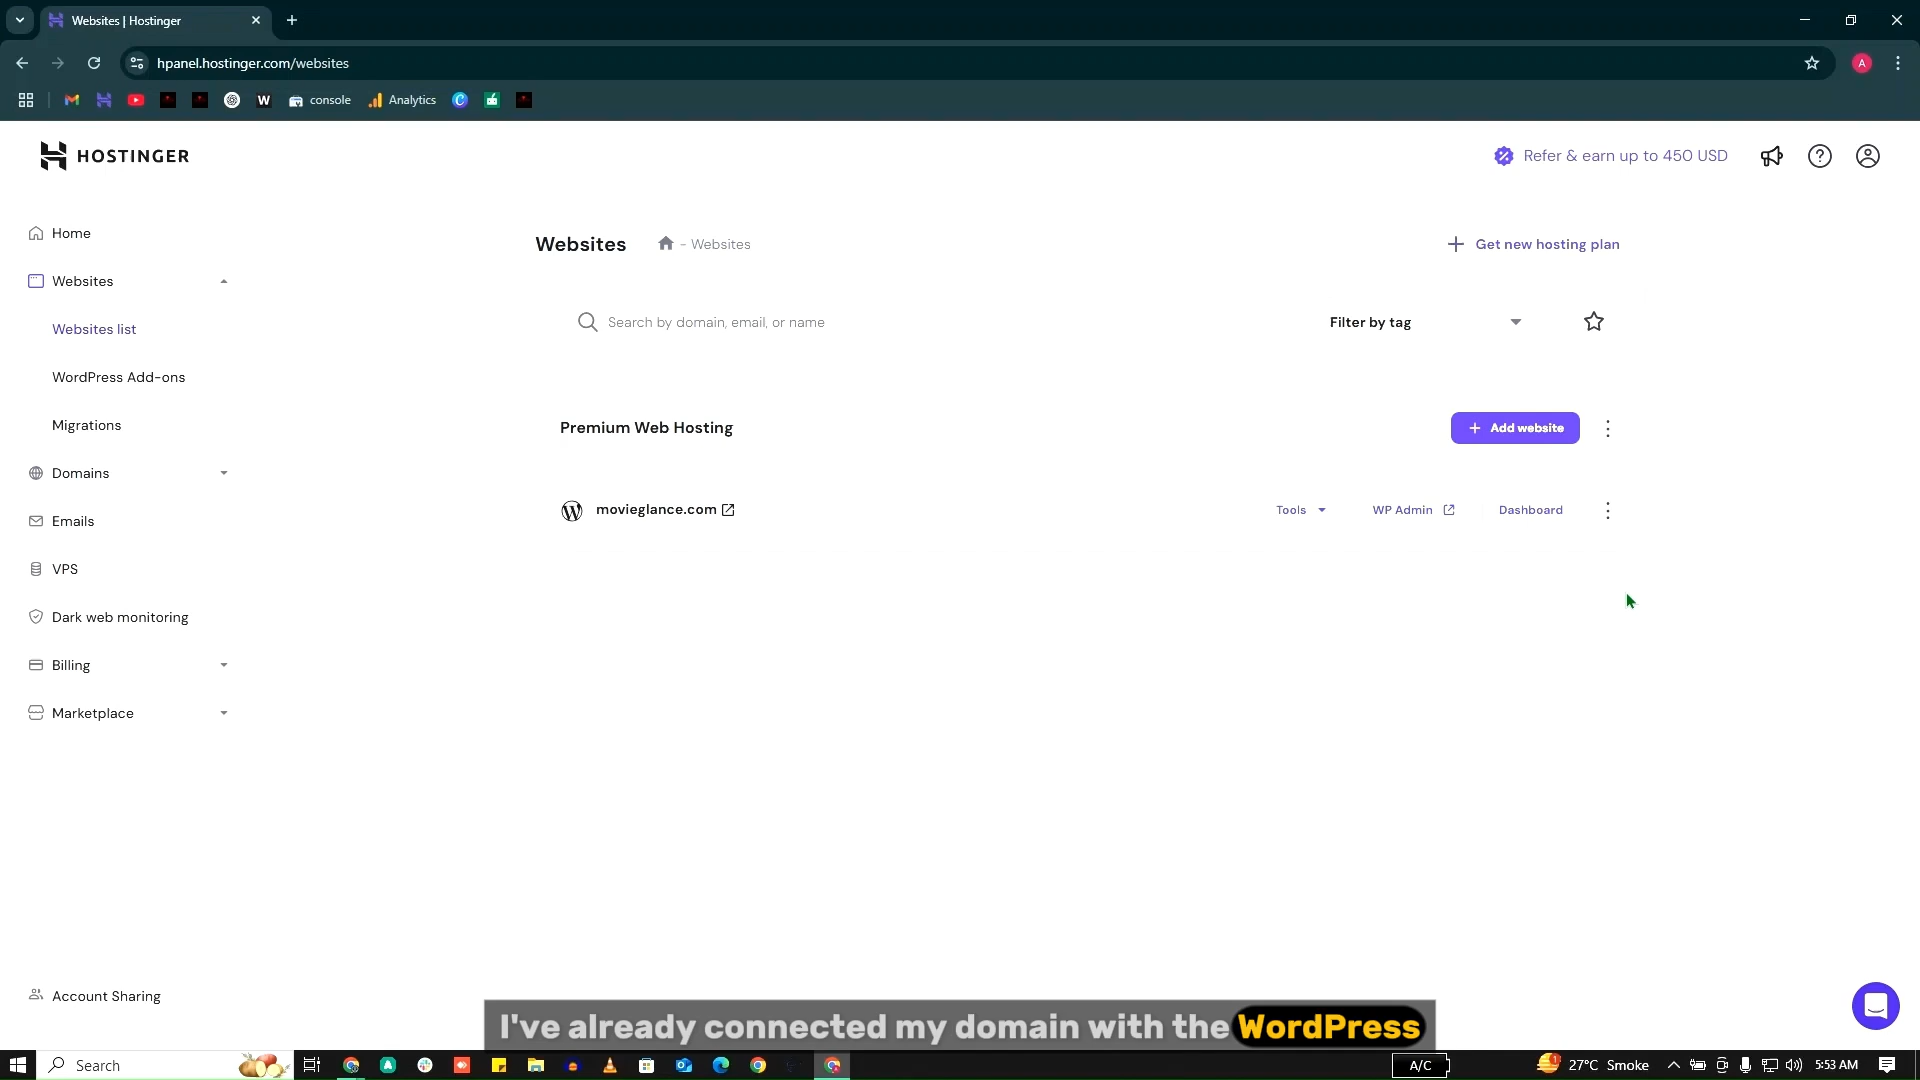 Websites | Hostinger
hpanel.hostinger.com/websites
A
W
console
Analytics
HOSTINGER
Refer & earn up to 450 USD
Home
Websites
Websites list
WordPress Add-ons
Migrations
Domains
Emails
VPS
Dark web monitoring
Billing
Marketplace
Account Sharing
Websites
- Websites
Get new hosting plan
Search by domain, email, or name
Filter by tag
Premium Web Hosting
+ Add website
movieglance.com
Tools
WP Admin
Dashboard
I've already connected my domain with the WordPress
Search
A/C
1
27°C Smoke
5:53 AM